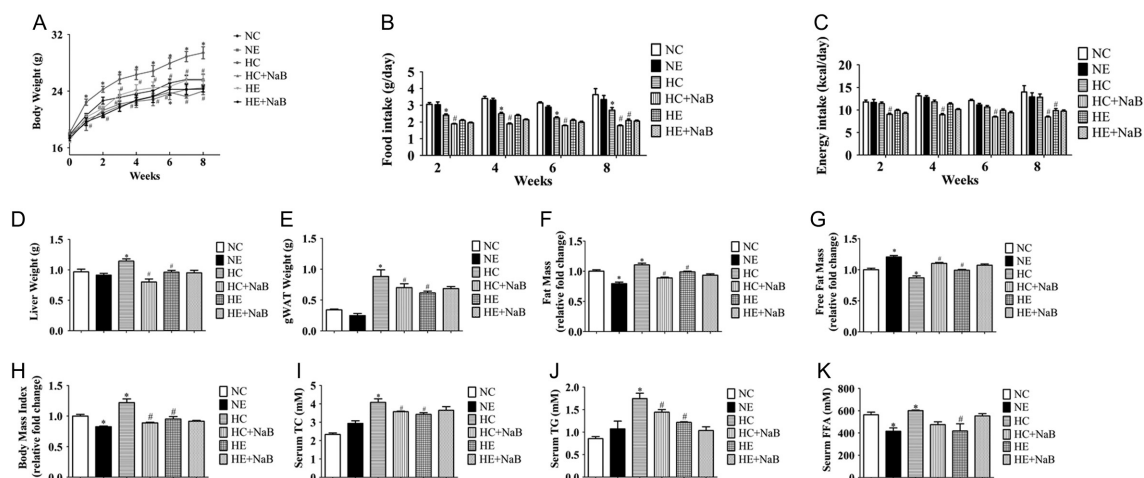 A
Body Weight (g)
32
24
16
0 2 4 6 8
Weeks
* * * * * * * *
# # # # # # # #
NC
NE
HC
HC+NaB
HE
HE+NaB
B
Food intake (g/day)
5
4
3
2
1
0
* # * # * # * # #
2 4 6 8
Weeks
NC
NE
HC
HC+NaB
HE
HE+NaB
C
Energy intake (kcal/day)
20
15
10
5
0
# # # # #
2 4 6 8
Weeks
NC
NE
HC
HC+NaB
HE
HE+NaB
D
Liver Weight (g)
1.5
1.0
0.5
0.0
* # #
NC
NE
HC
HC+NaB
HE
HE+NaB
E
gWAT Weight (g)
1.5
1.0
0.5
0.0
* # #
NC
NE
HC
HC+NaB
HE
HE+NaB
F
Fat Mass
(relative fold change)
1.5
1.0
0.5
0.0
* * # #
NC
NE
HC
HC+NaB
HE
HE+NaB
G
Free Fat Mass
(relative fold change)
1.5
1.0
0.5
0.0
* * # #
NC
NE
HC
HC+NaB
HE
HE+NaB
H
Body Mass Index
(relative fold change)
1.5
1.0
0.5
0.0
* * # #
NC
NE
HC
HC+NaB
HE
HE+NaB
I
Serum TC (mM)
5
4
3
2
1
0
* # #
NC
NE
HC
HC+NaB
HE
HE+NaB
J
Serum TG (mM)
2.0
1.5
1.0
0.5
0.0
* # #
NC
NE
HC
HC+NaB
HE
HE+NaB
K
Seurm FFA (mM)
800
600
400
200
0
* * #
NC
NE
HC
HC+NaB
HE
HE+NaB